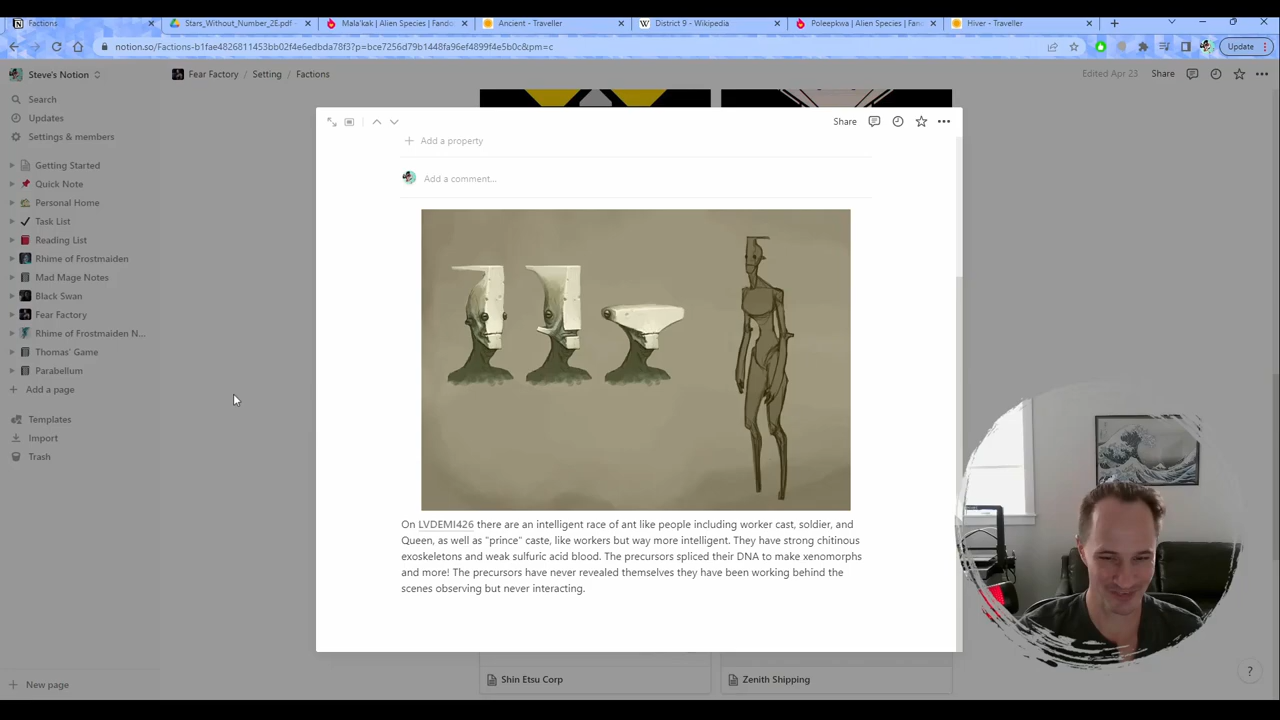 Factions
Stars_Without_Number_2E.pdf -
Mala'kak | Alien Species | Fando
Ancient - Traveller
District 9 - Wikipedia
Poleepkwa | Alien Species | Fan
Hiver - Traveller
notion.so/Factions-b1fae4826811453bb02f4e6edbda78f3?p=bce7256d79b1448fa96ef4899f4e5b0c&pm=c
Update
Steve's Notion
Fear Factory / Setting / Factions
Edited Apr 23
Share
Search
Updates
Settings & members
Getting Started
Quick Note
Personal Home
Task List
Reading List
Rhime of Frostmaiden
Mad Mage Notes
Black Swan
Fear Factory
Rhime of Frostmaiden N...
Thomas' Game
Parabellum
Add a page
Templates
Import
Trash
New page
Share
Add a property
Add a comment...
On LVDEMI426 there are an intelligent race of ant like people including worker cast, soldier, and
Queen, as well as "prince" caste, like workers but way more intelligent. They have strong chitinous
exoskeletons and weak sulfuric acid blood. The precursors spliced their DNA to make xenomorphs
and more! The precursors have never revealed themselves they have been working behind the
scenes observing but never interacting.
Shin Etsu Corp
Zenith Shipping
?